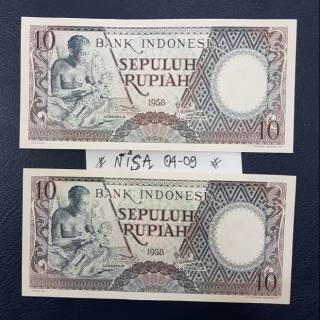 10
BANK INDONESIA
SEPULUH
RUPIAH
1958
10
* NISA 04-09 *
10
BANK INDONESIA
SEPULUH
RUPIAH
1958
10